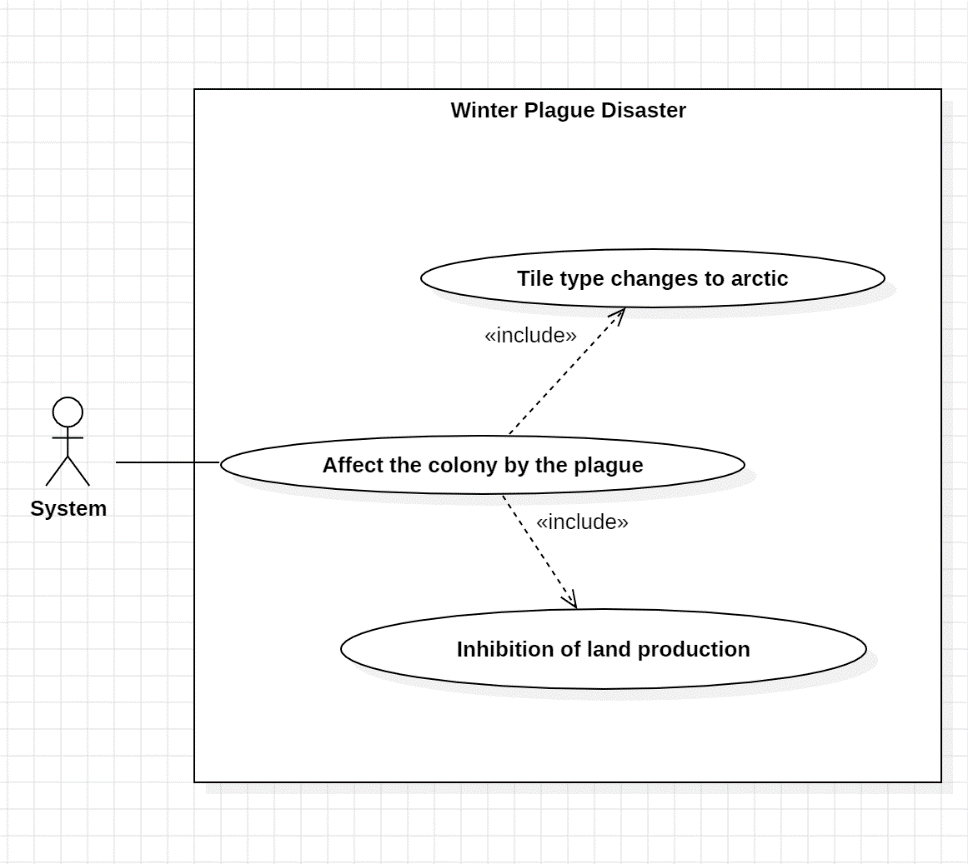 Winter Plague Disaster
Tile type changes to arctic
«include»
Affect the colony by the plague
System
«include»
Inhibition of land production